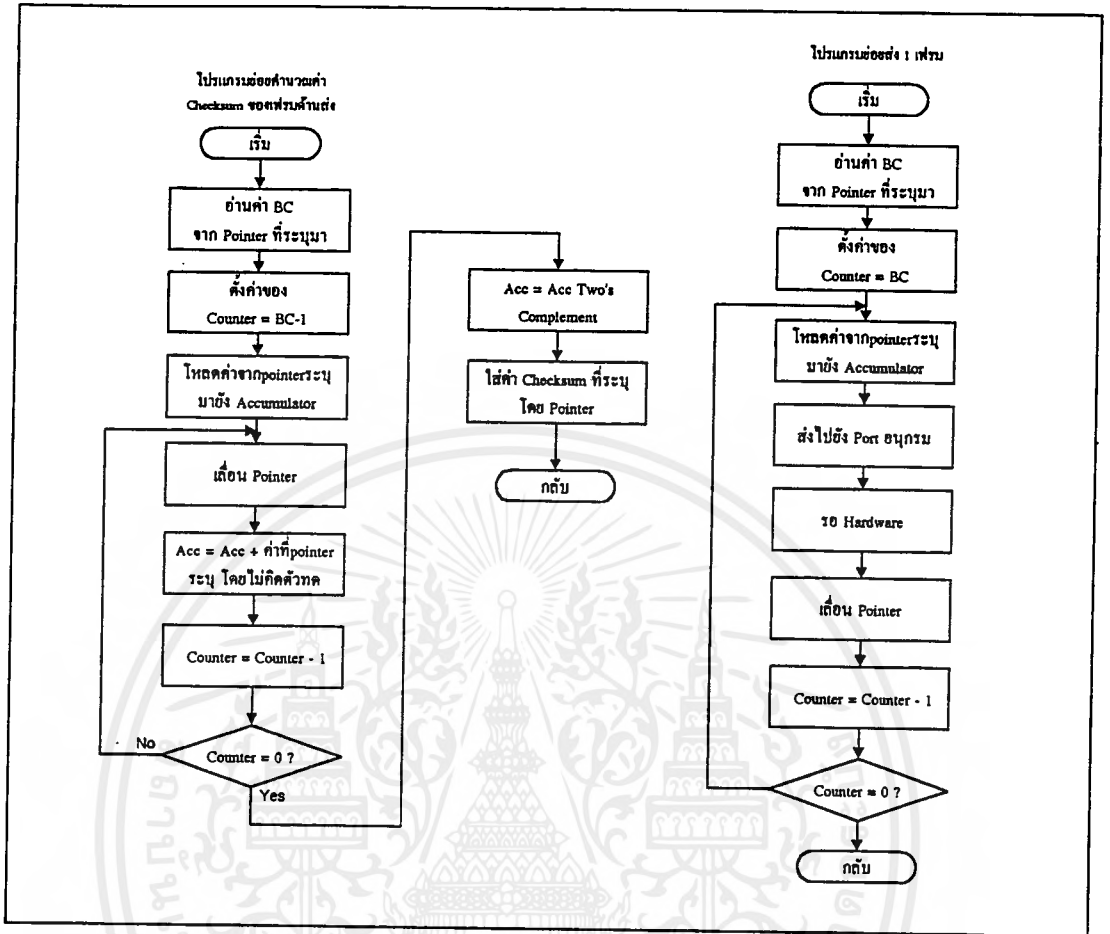 โปรแกรมย่อยคำนวณค่า
Checksum ของเฟรมด้านส่ง
เริ่ม
อ่านค่า BC
จาก Pointer ที่ระบุมา
ตั้งค่าของ
Counter = BC-1
โหลดค่าจากpointerระบุ
มายัง Accumulator
เลื่อน Pointer
Acc = Acc + ค่าที่pointer
ระบุ โดยไม่คิดตัวทด
Counter = Counter - 1
No
Counter = 0 ?
Yes
Acc = Acc Two's
Complement
ใส่ค่า Checksum ที่ระบุ
โดย Pointer
กลับ
โปรแกรมย่อยส่ง 1 เฟรม
เริ่ม
อ่านค่า BC
จาก Pointer ที่ระบุมา
ตั้งค่าของ
Counter = BC
โหลดค่าจากpointerระบุ
มายัง Accumulator
ส่งไปยัง Port อนุกรม
รอ Hardware
เลื่อน Pointer
Counter = Counter - 1
Counter = 0 ?
กลับ